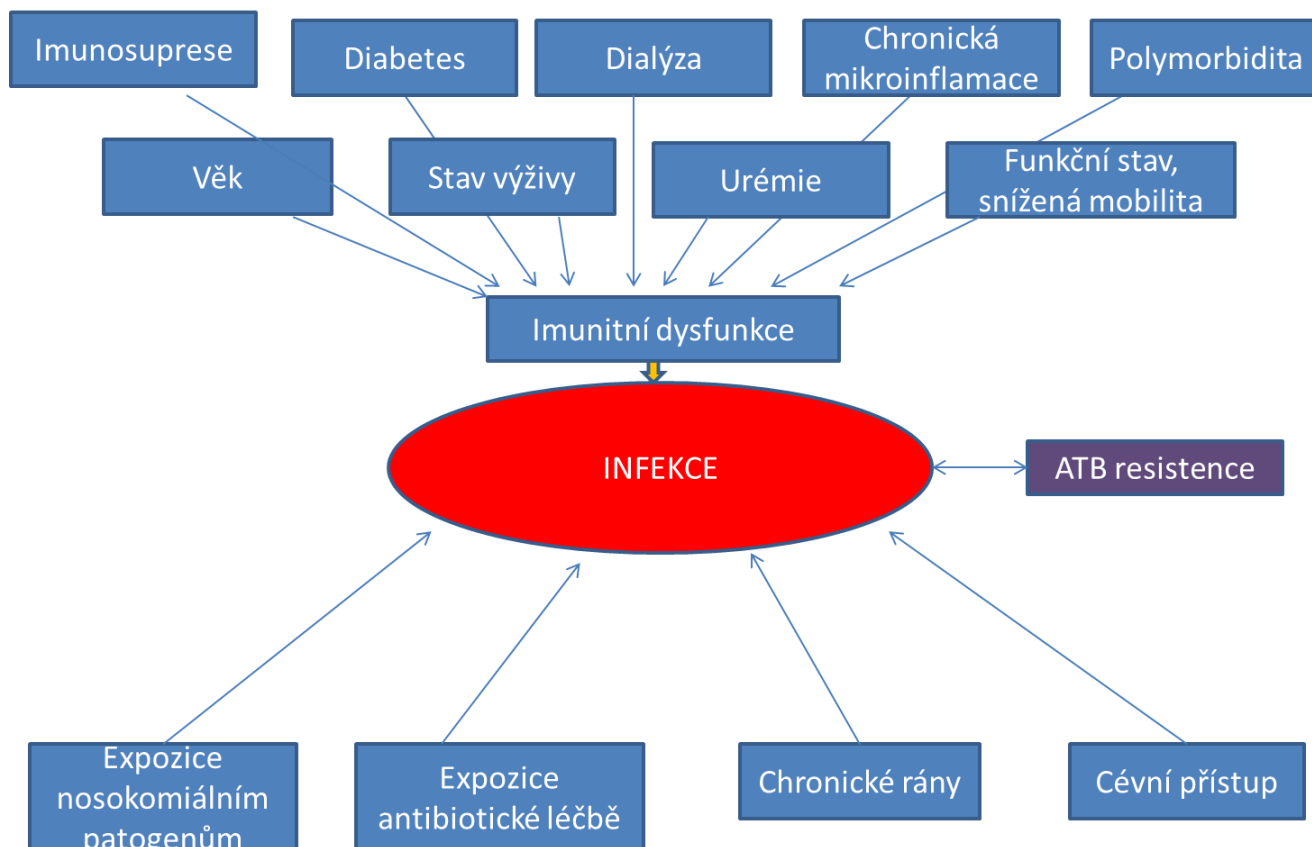 Imunosuprese
Diabetes
Dialýza
Chronická
mikroinflamace
Polymorbidita
Věk
Stav výživy
Urémie
Funkční stav,
snížená mobilita
Imunitní dysfunkce
INFEKCE
ATB resistence
Expozice
nosokomiálním
patogenům
Expozice
antibiotické léčbě
Chronické rány
Cévní přístup